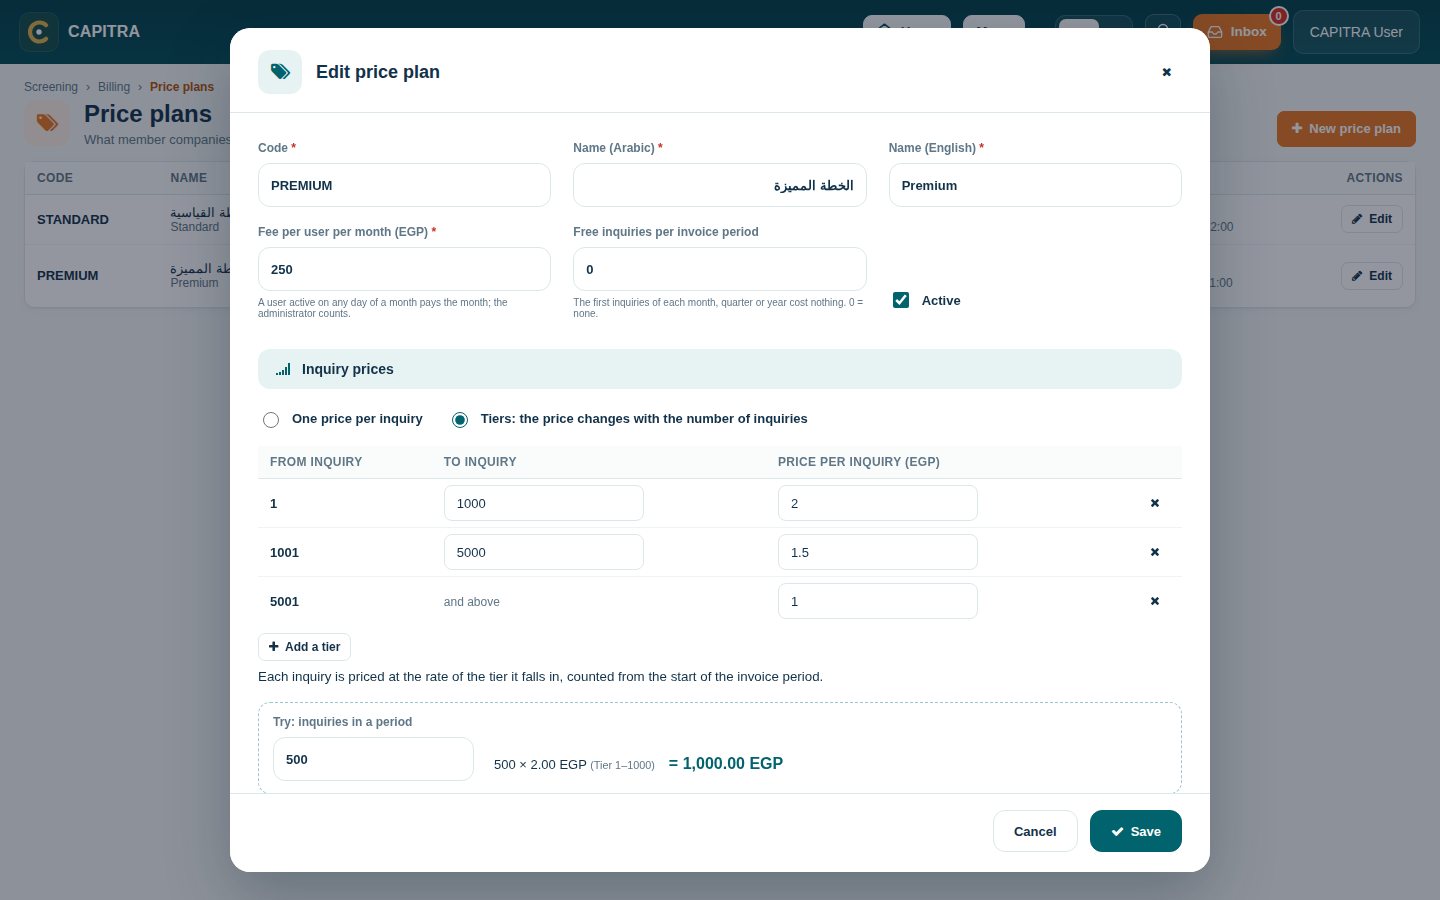 CAPITRA
0
Inbox
CAPITRA User
Screening › Billing › Price plans
Price plans
What member companies
New price plan
CODE NAME ACTIONS
STANDARD
Standard
2:00
Edit
PREMIUM
Premium
1:00
Edit
Edit price plan
Code *
Name (Arabic) *
Name (English) *
PREMIUM
الخطة المميزة
Premium
Fee per user per month (EGP) *
Free inquiries per invoice period
250
0
A user active on any day of a month pays the month; the
administrator counts.
The first inquiries of each month, quarter or year cost nothing. 0 =
none.
Active
Inquiry prices
One price per inquiry
Tiers: the price changes with the number of inquiries
FROM INQUIRY TO INQUIRY PRICE PER INQUIRY (EGP)
1 1000 2
1001 5000 1.5
5001 and above 1
Add a tier
Each inquiry is priced at the rate of the tier it falls in, counted from the start of the invoice period.
Try: inquiries in a period
500
500 × 2.00 EGP (Tier 1–1000) = 1,000.00 EGP
Cancel
Save